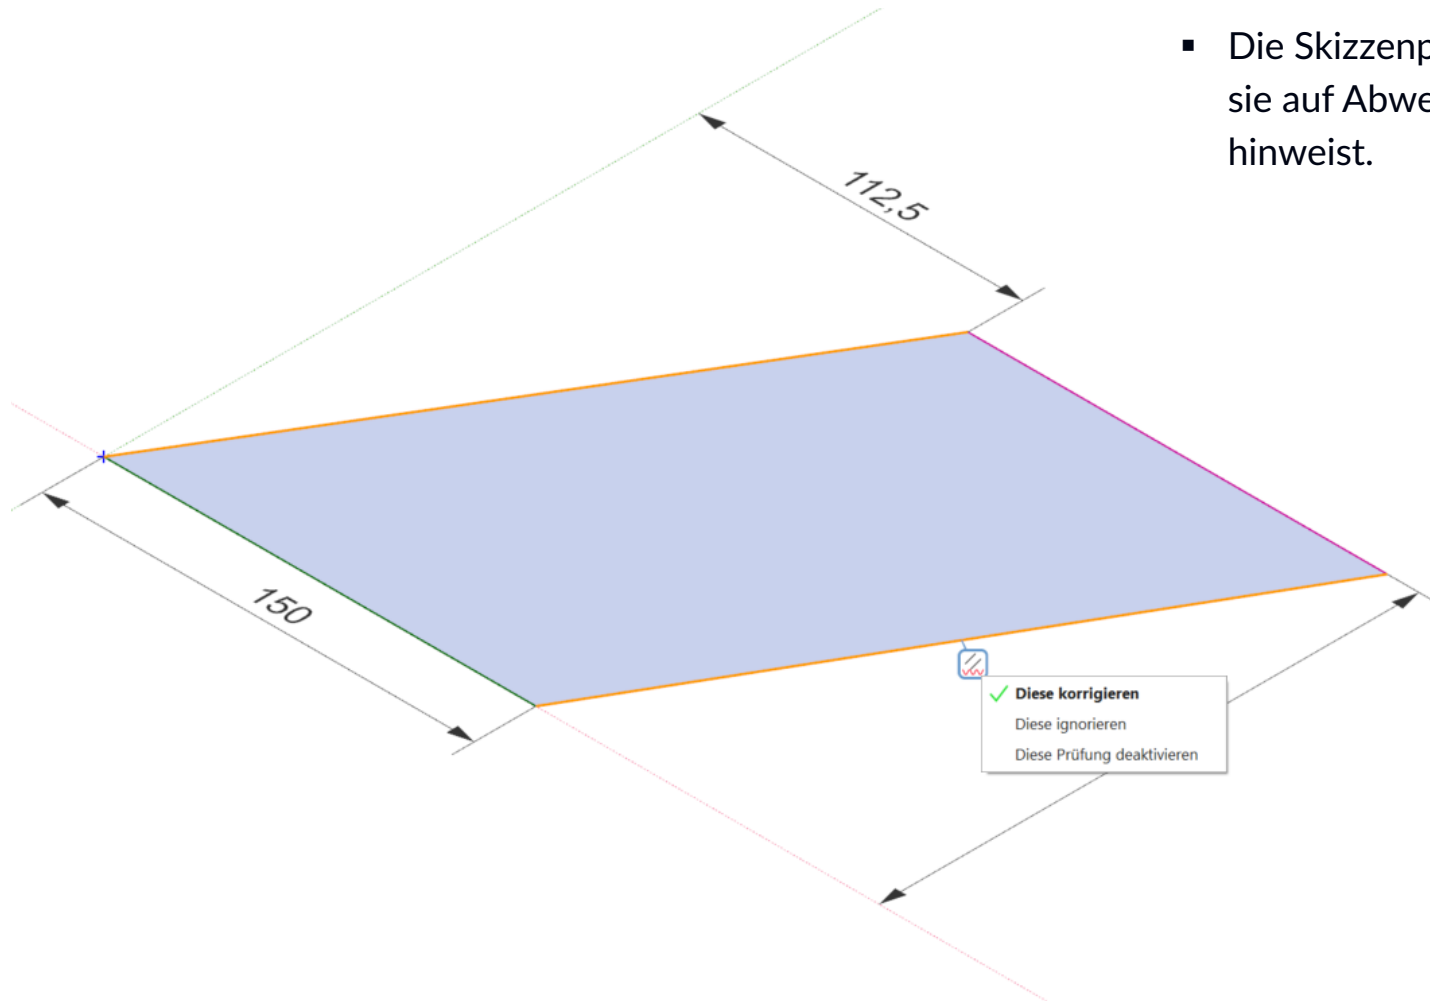 ▪ Die Skizzenp
sie auf Abwe
hinweist.
112,5
150
Diese korrigieren
Diese ignorieren
Diese Prüfung deaktivieren